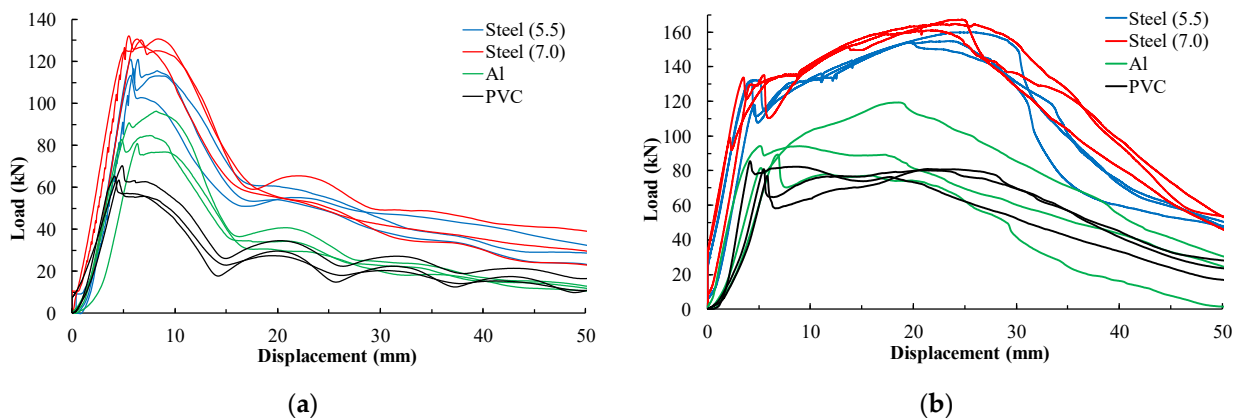 140
120
100
80
60
40
20
0
Load (kN)
0 10 20 30 40 50
Displacement (mm)
Steel (5.5)
Steel (7.0)
Al
PVC
(a)
160
140
120
100
80
60
40
20
0
Load (kN)
0 10 20 30 40 50
Displacement (mm)
Steel (5.5)
Steel (7.0)
Al
PVC
(b)